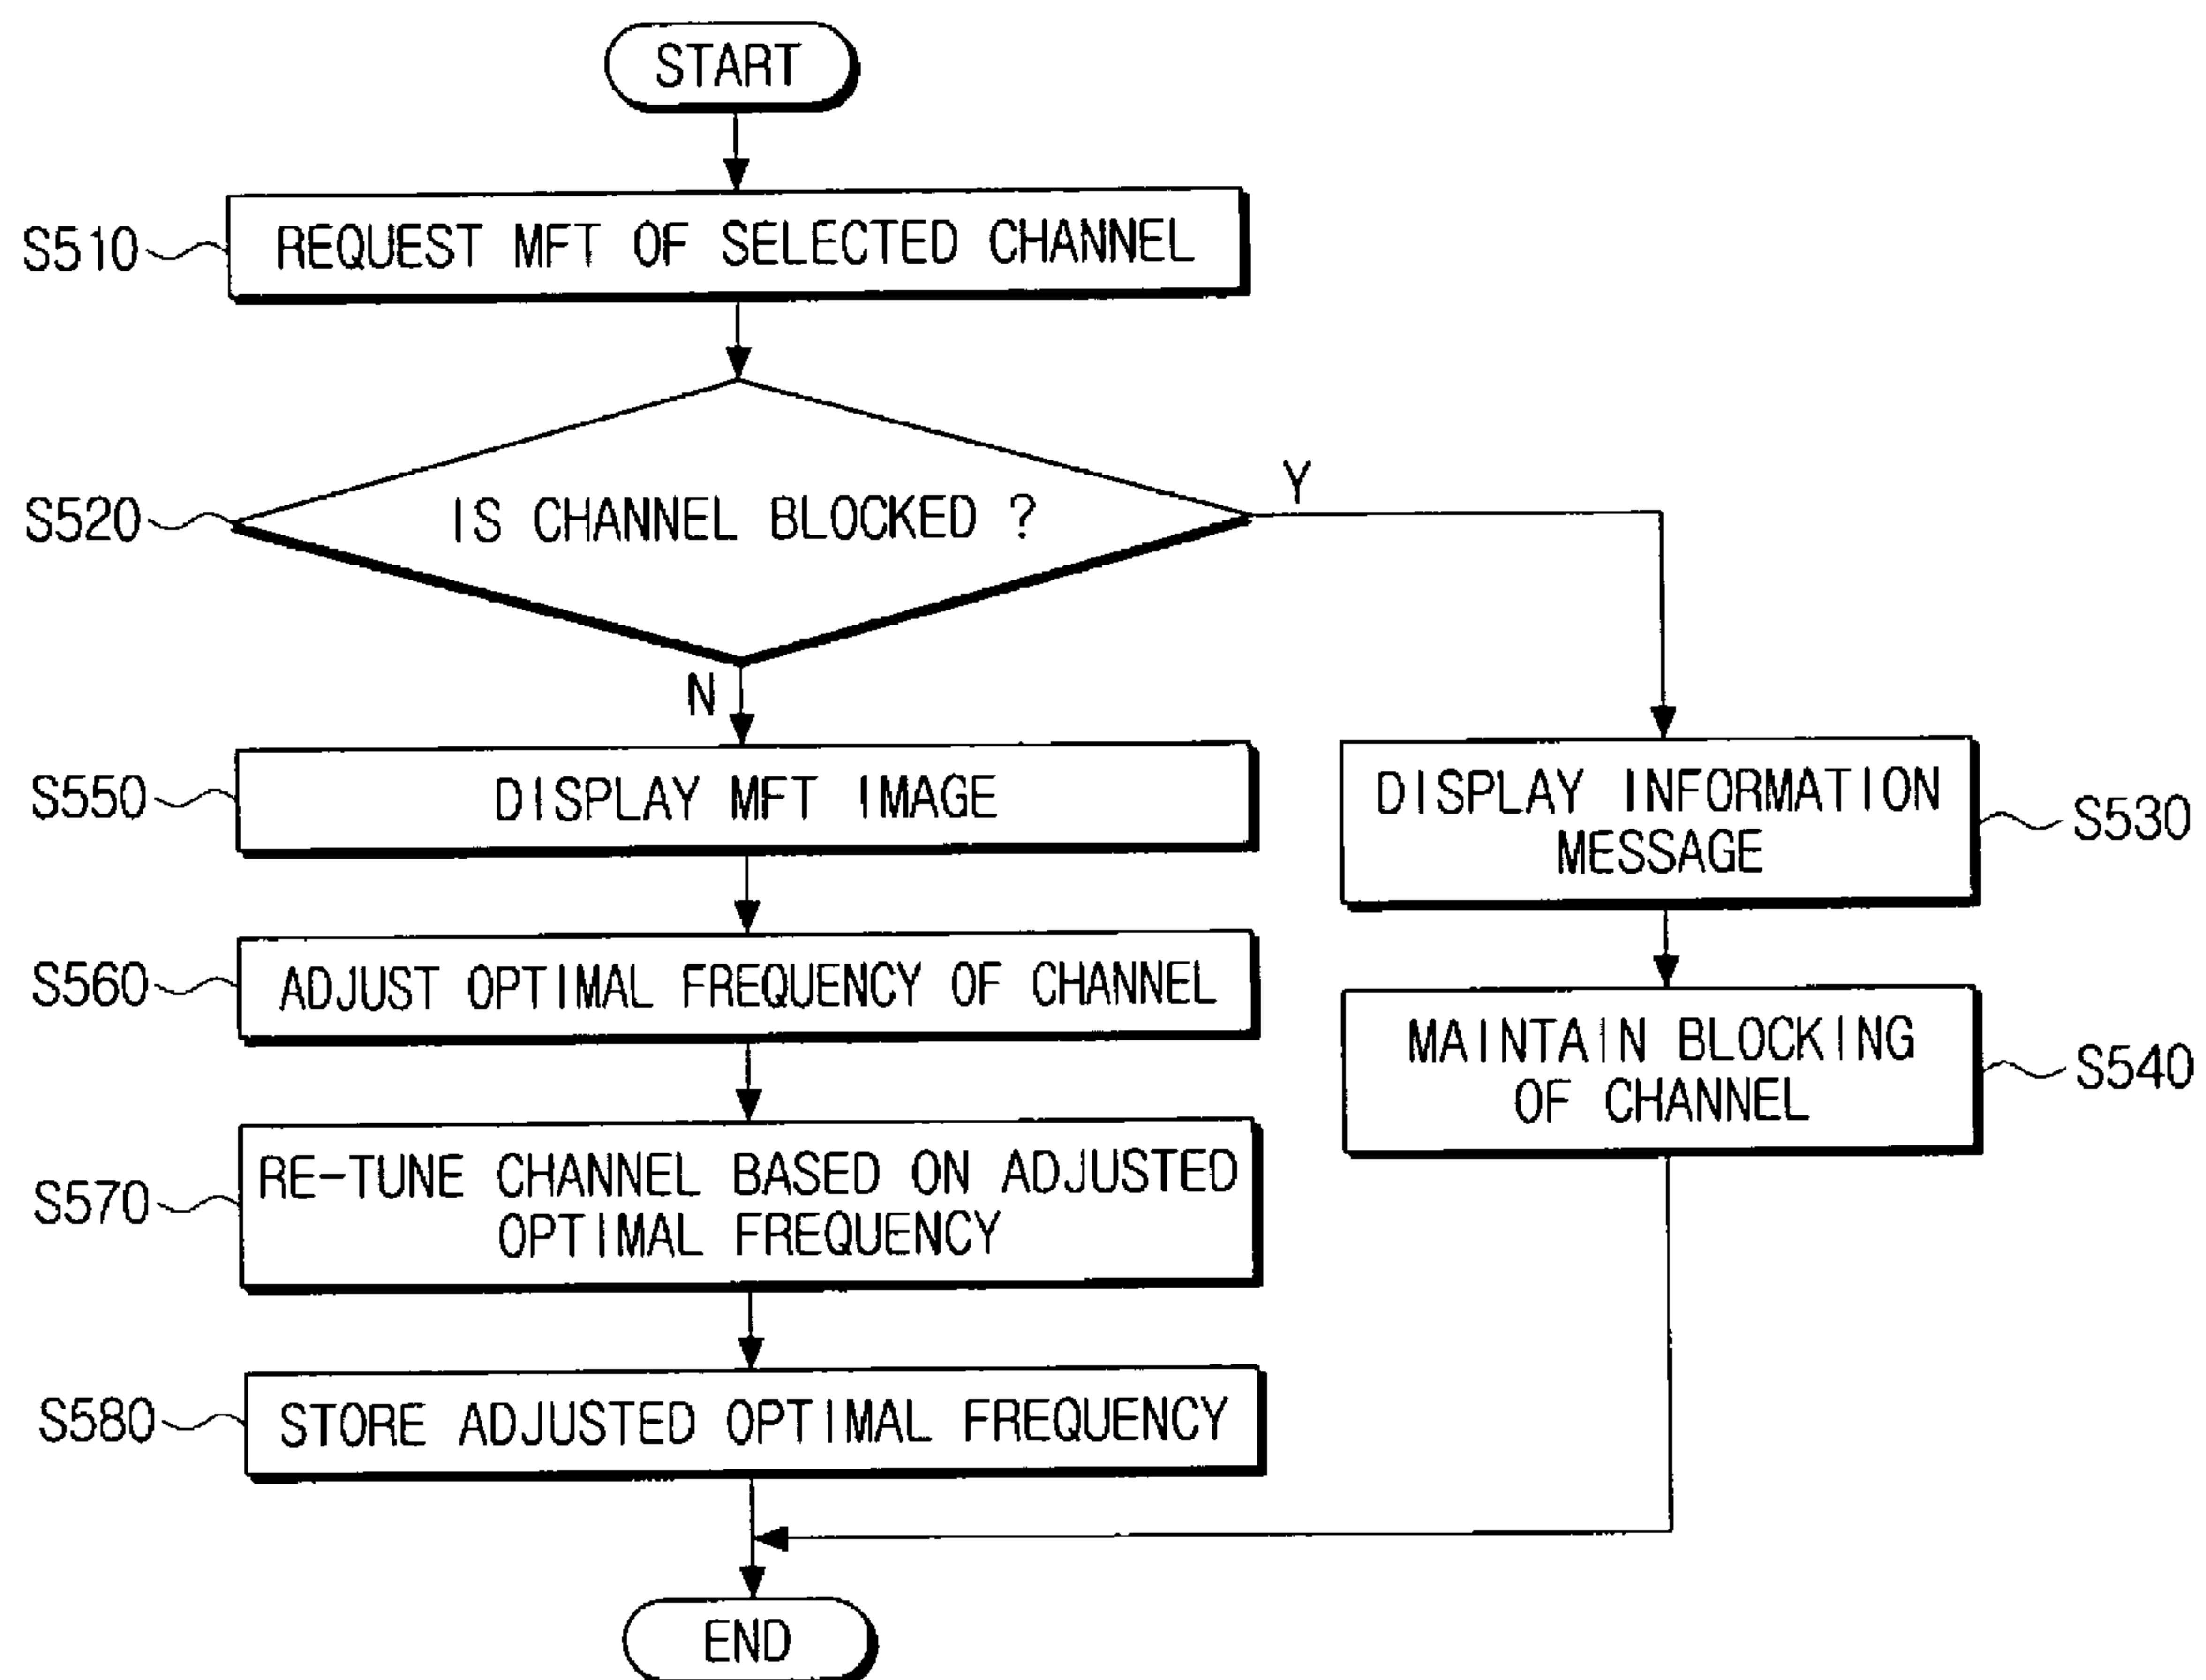 START
S510
REQUEST MFT OF SELECTED CHANNEL
S520
IS CHANNEL BLOCKED ?
Y
N
S550
DISPLAY MFT IMAGE
DISPLAY INFORMATION
MESSAGE
S530
S560
ADJUST OPTIMAL FREQUENCY OF CHANNEL
MAINTAIN BLOCKING
OF CHANNEL
S540
S570
RE-TUNE CHANNEL BASED ON ADJUSTED
OPTIMAL FREQUENCY
S580
STORE ADJUSTED OPTIMAL FREQUENCY
END